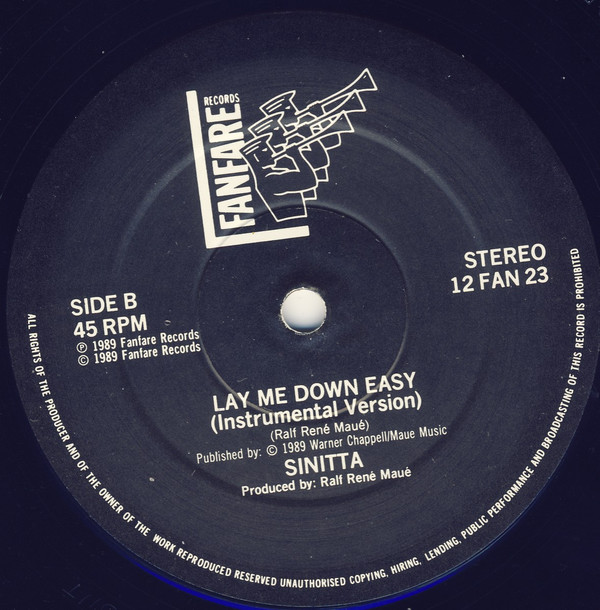 RECORDS
FANFARE
STEREO
12 FAN 23
SIDE B
45 RPM
℗ 1989 Fanfare Records
© 1989 Fanfare Records
LAY ME DOWN EASY
(Instrumental Version)
(Ralf René Maué)
Published by: © 1989 Warner Chappell/Maue Music
SINITTA
Produced by: Ralf René Maué
ALL RIGHTS OF THE PRODUCER AND OF THE OWNER OF THE WORK REPRODUCED RESERVED UNAUTHORISED COPYING, HIRING, LENDING, PUBLIC PERFORMANCE AND BROADCASTING OF THIS RECORD IS PROHIBITED